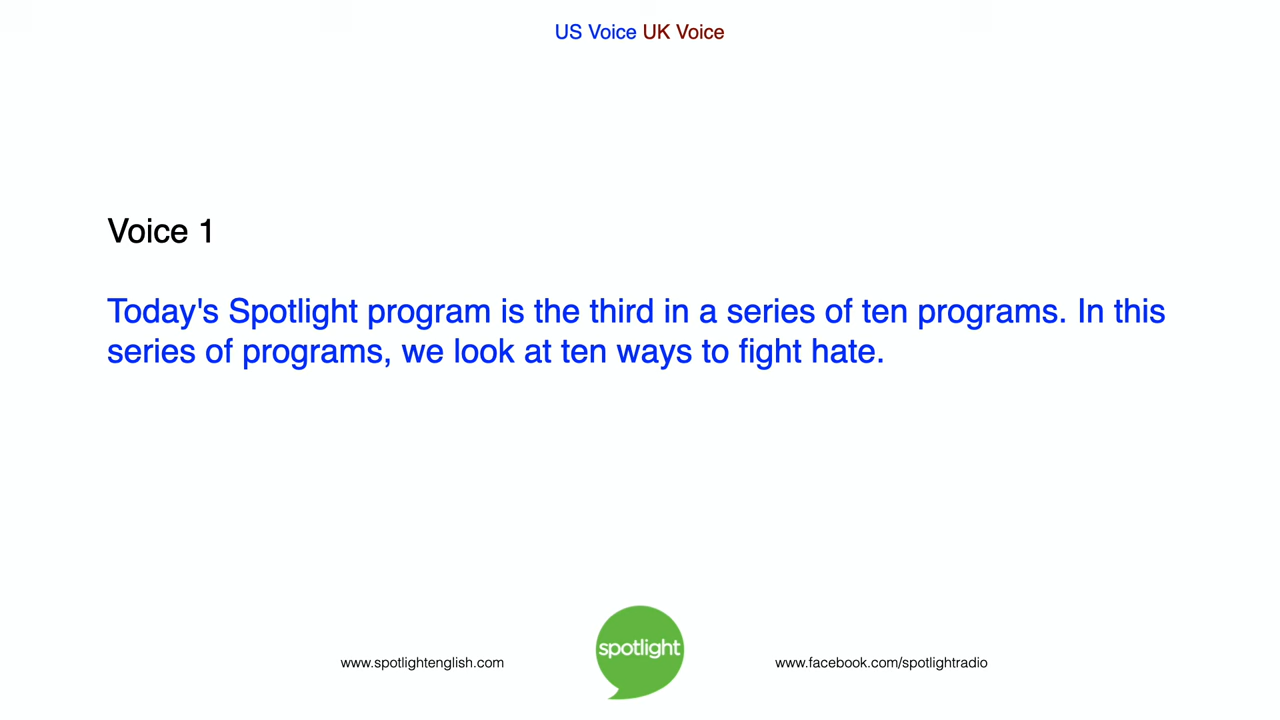 US Voice UK Voice
Voice 1
Today's Spotlight program is the third in a series of ten programs. In this
series of programs, we look at ten ways to fight hate.
www.spotlightenglish.com
spotlight
www.facebook.com/spotlightradio